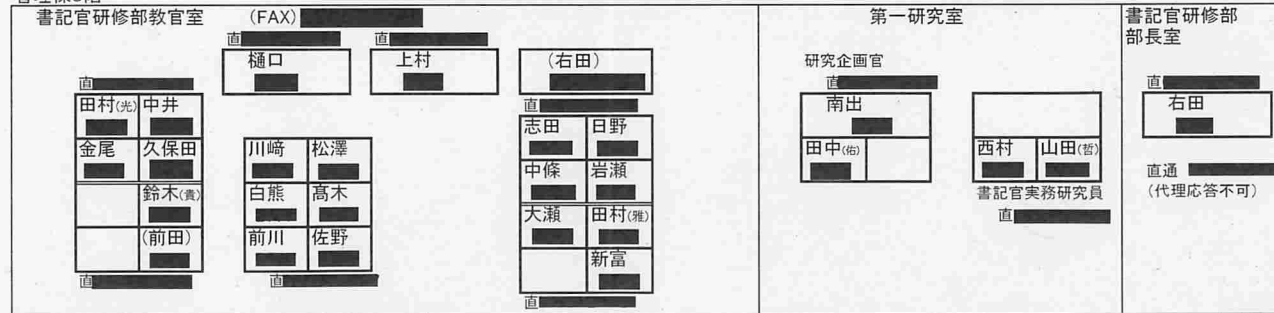 書記官研修部教官室 (FAX)
直 直
樋口 上村 (右田)
直
田村(光) 中井
金尾 久保田
鈴木(貴)
(前田)
直
川﨑 松澤
白熊 髙木
前川 佐野
直
直
志田 日野
中條 岩瀬
大瀬 田村(雅)
新富
直
第一研究室
研究企画官
直
南出
田中(佑)
西村 山田(哲)
書記官実務研究員
直
書記官研修部
部長室
直
右田
直通
(代理応答不可)